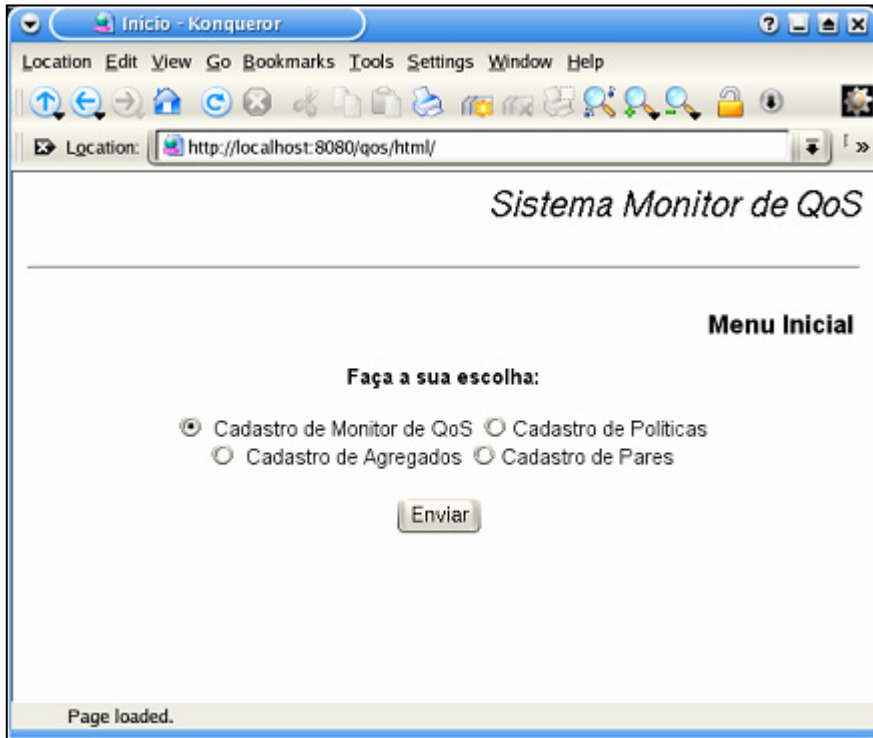 Início - Konqueror
Location Edit View Go Bookmarks Tools Settings Window Help
Location: http://localhost:8080/qos/html/
Sistema Monitor de QoS
Menu Inicial
Faça a sua escolha:
Cadastro de Monitor de QoS Cadastro de Políticas
Cadastro de Agregados Cadastro de Pares
Enviar
Page loaded.